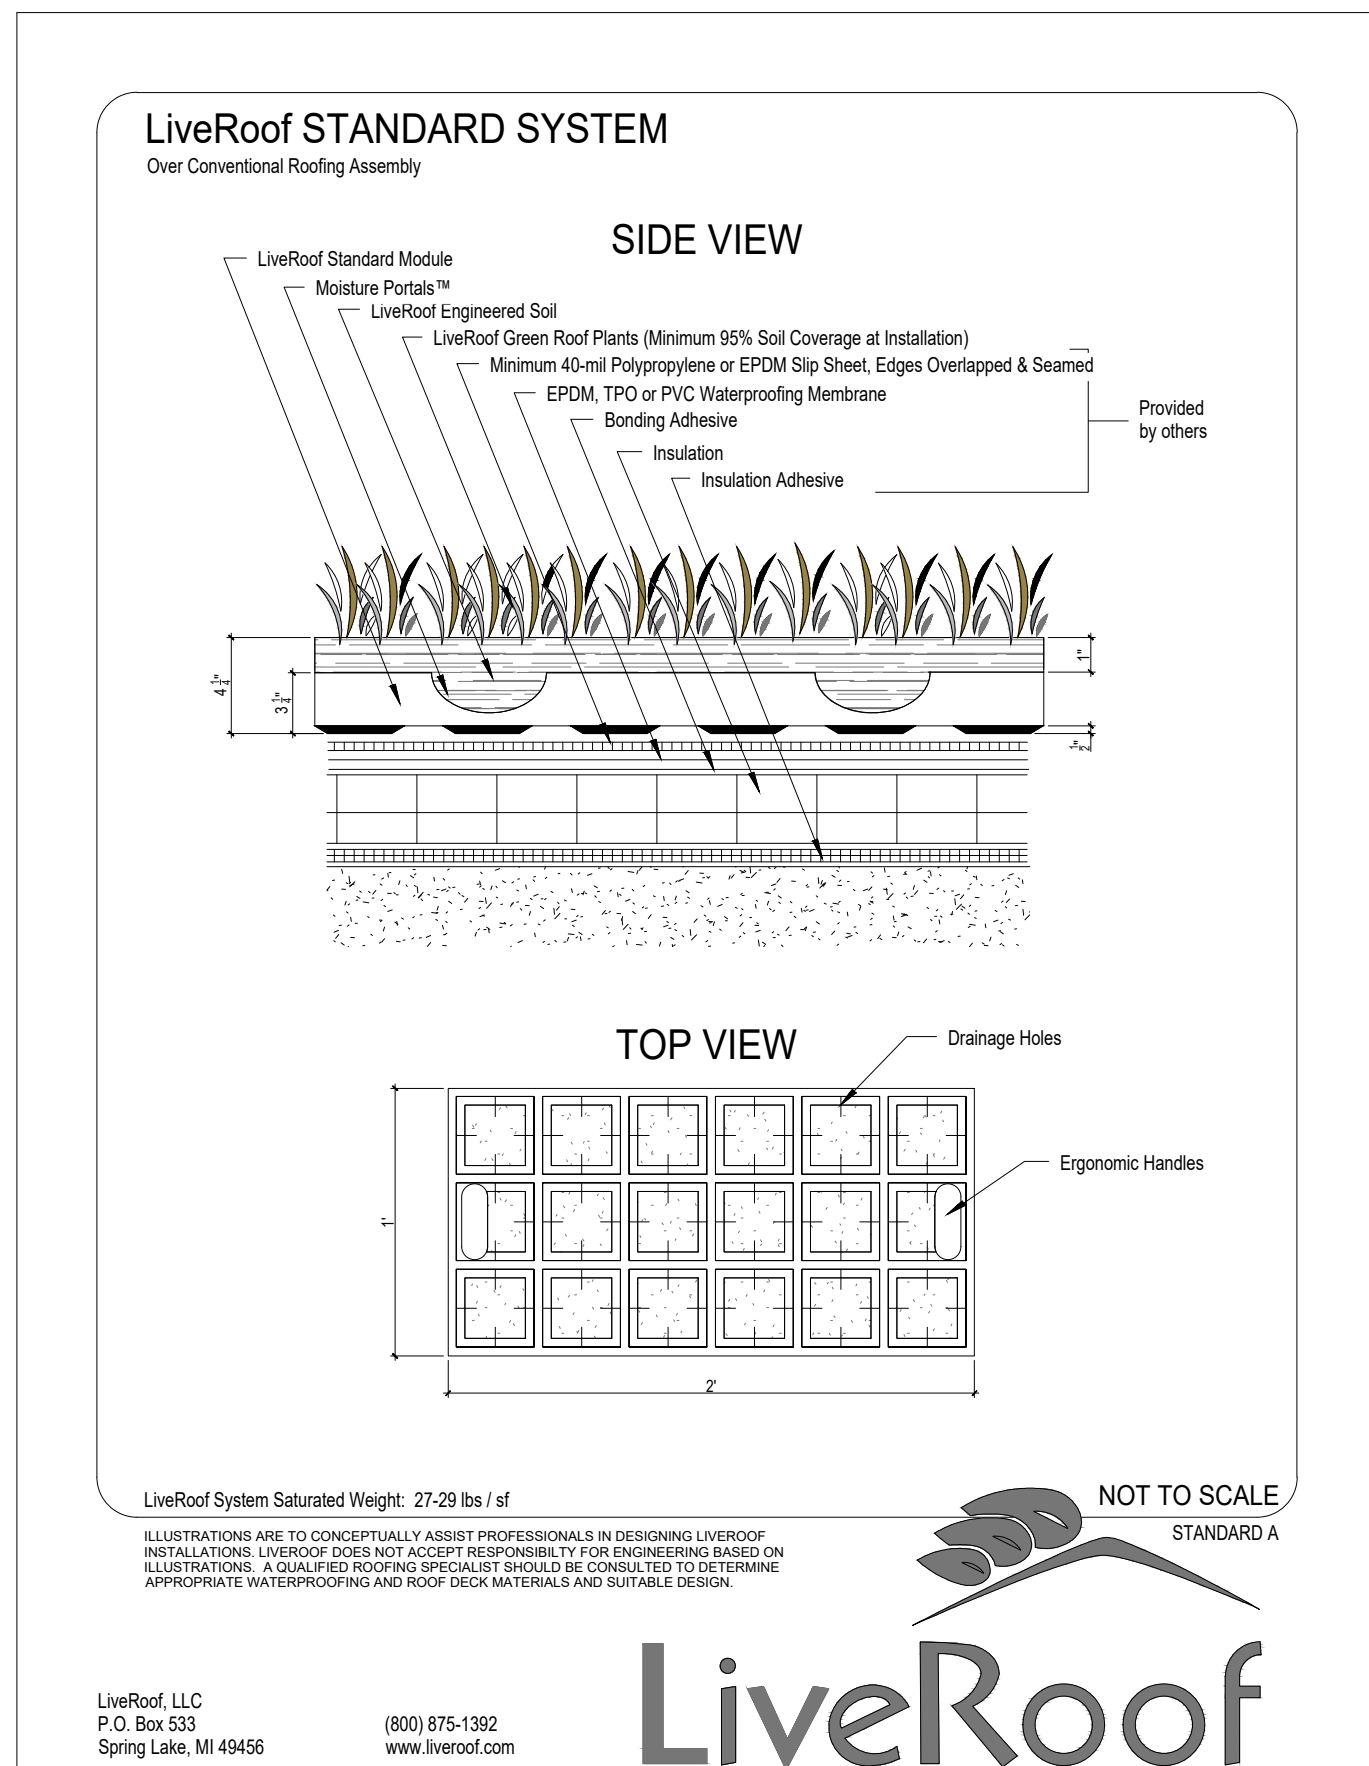 LiveRoof STANDARD SYSTEM
Over Conventional Roofing Assembly
SIDE VIEW
LiveRoof Standard Module
Moisture Portals™
LiveRoof Engineered Soil
LiveRoof Green Roof Plants (Minimum 95% Soil Coverage at Installation)
Minimum 40-mil Polypropylene or EPDM Slip Sheet, Edges Overlapped & Seamed
EPDM, TPO or PVC Waterproofing Membrane
Bonding Adhesive
Insulation
Insulation Adhesive
Provided
by others
4 1/4"
3 1/4"
1"
1/2"
TOP VIEW
Drainage Holes
Ergonomic Handles
1'
2'
LiveRoof System Saturated Weight: 27-29 lbs / sf
NOT TO SCALE
STANDARD A
ILLUSTRATIONS ARE TO CONCEPTUALLY ASSIST PROFESSIONALS IN DESIGNING LIVEROOF
INSTALLATIONS. LIVEROOF DOES NOT ACCEPT RESPONSIBILTY FOR ENGINEERING BASED ON
ILLUSTRATIONS. A QUALIFIED ROOFING SPECIALIST SHOULD BE CONSULTED TO DETERMINE
APPROPRIATE WATERPROOFING AND ROOF DECK MATERIALS AND SUITABLE DESIGN.
LiveRoof
LiveRoof, LLC
P.O. Box 533
Spring Lake, MI 49456
(800) 875-1392
www.liveroof.com